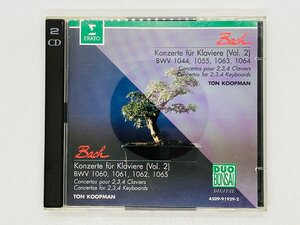 2
CD
ERATO
Bach
Konzerte für Klaviere (Vol. 2)
BWV 1044, 1055, 1063, 1064
Concertos pour 2,3,4 Claviers
Concertos for 2,3,4 Keyboards
TON KOOPMAN
Bach
Konzerte für Klaviere (Vol. 2)
BWV 1060, 1061, 1062, 1065
Concertos pour 2,3,4 Claviers
Concertos for 2,3,4 Keyboards
TON KOOPMAN
DUO
BONSAI
DIGITAL
4509-91929-2